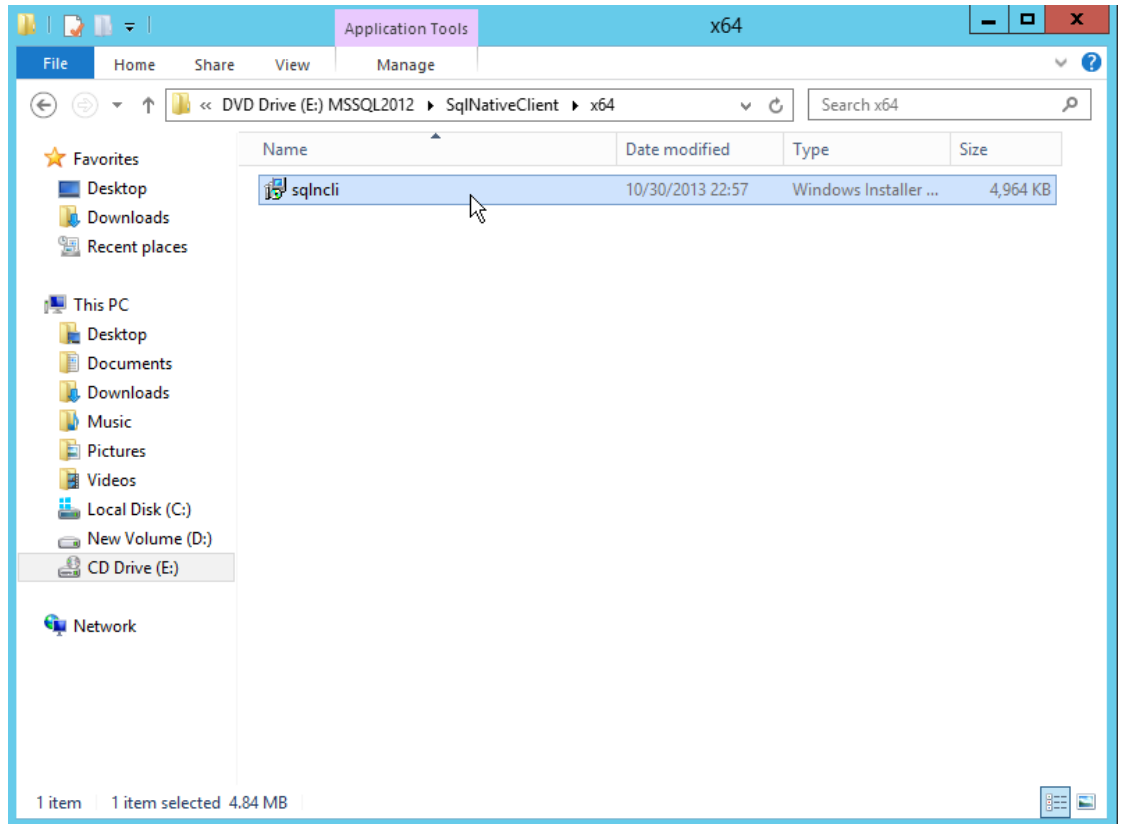 Application Tools
x64
File
Home
Share
View
Manage
« DVD Drive (E:) MSSQL2012 ▸ SqlNativeClient ▸ x64
Search x64
Name
Date modified
Type
Size
sqlncli
10/30/2013 22:57
Windows Installer ...
4,964 KB
Favorites
Desktop
Downloads
Recent places
This PC
Desktop
Documents
Downloads
Music
Pictures
Videos
Local Disk (C:)
New Volume (D:)
CD Drive (E:)
Network
1 item
1 item selected 4.84 MB